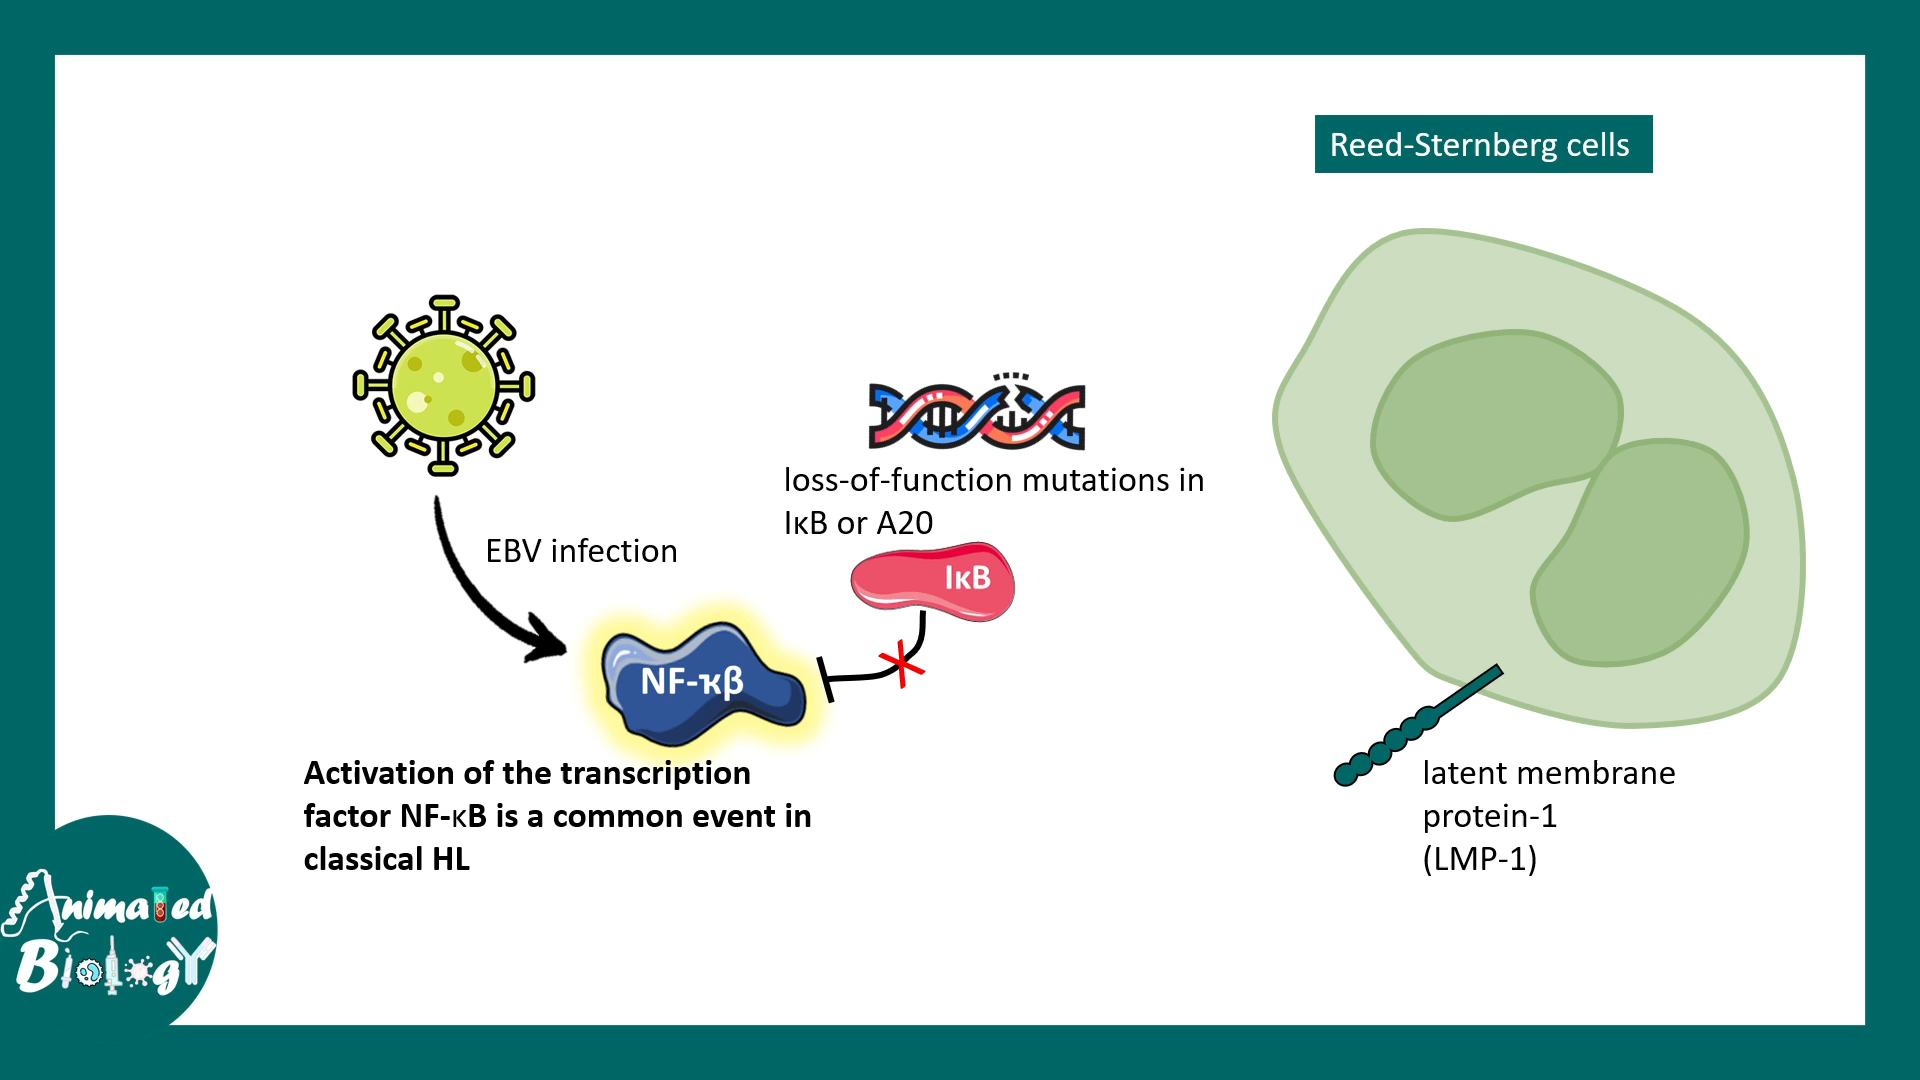 Reed-Sternberg cells
loss-of-function mutations in
IκB or A20
EBV infection
IκB
NF-κβ
Activation of the transcription
factor NF-κB is a common event in
classical HL
latent membrane
protein-1
(LMP-1)
Animated
Biology